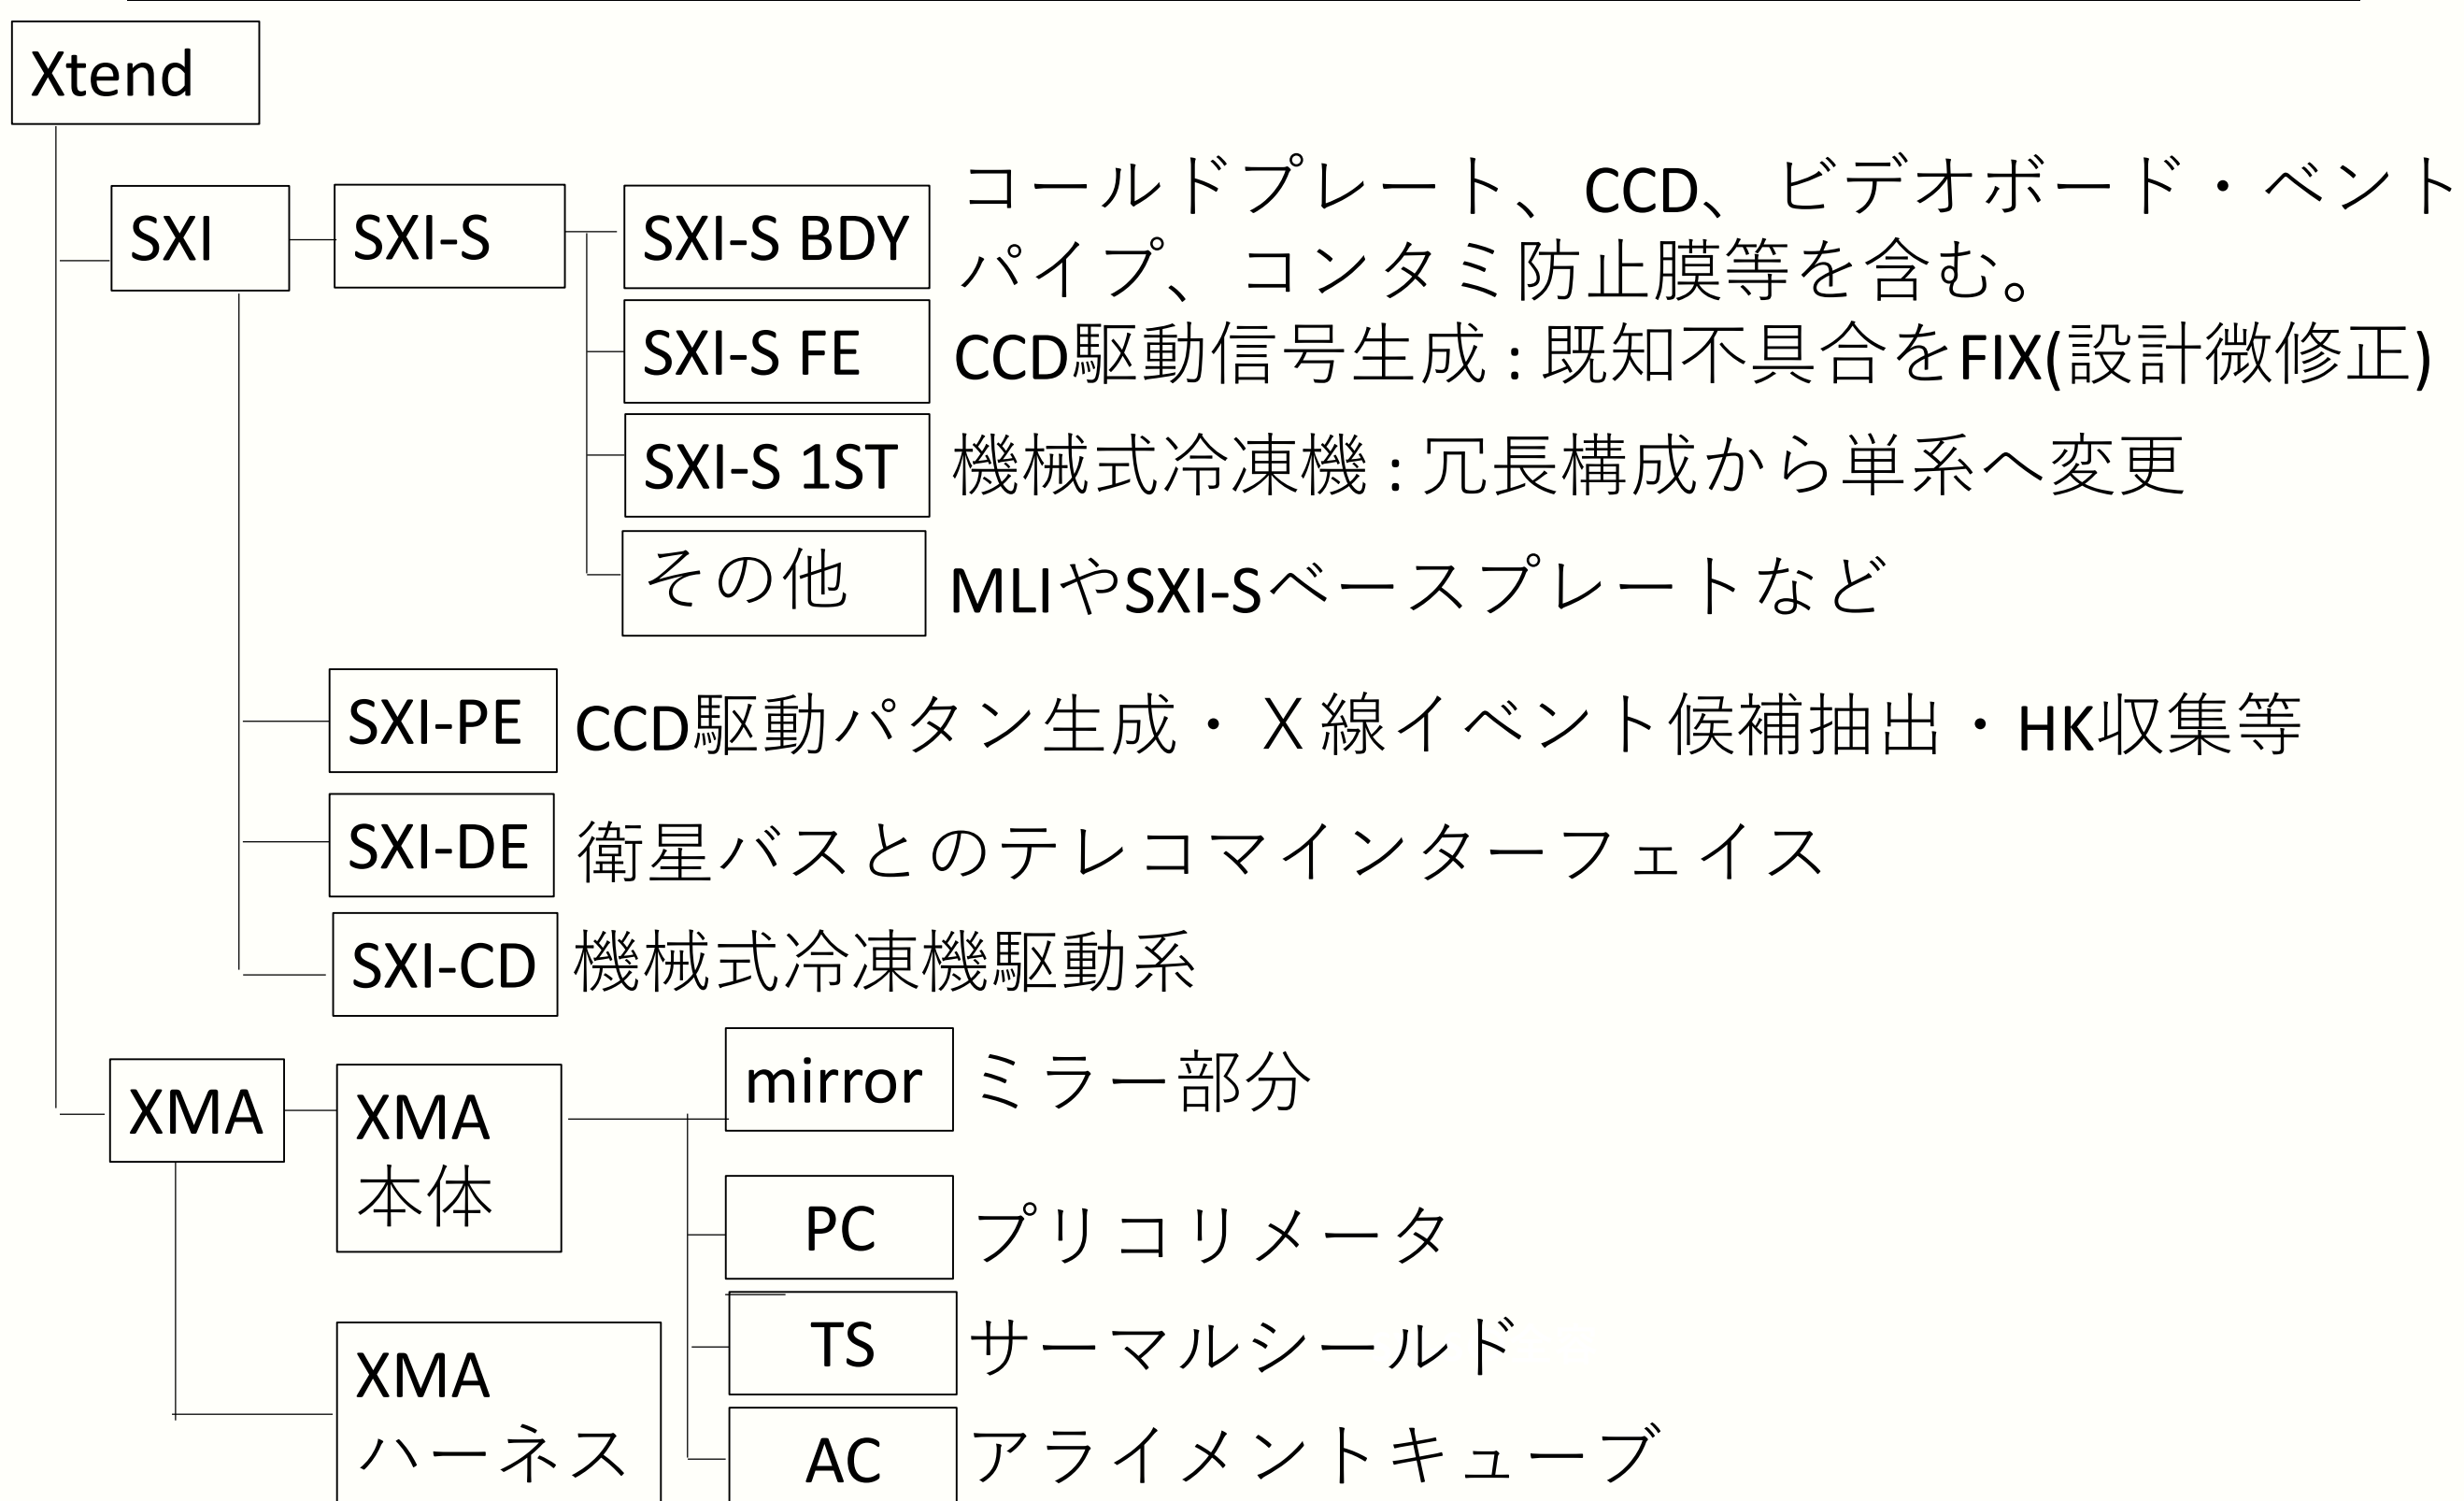 Xtend
SXI
SXI-S
SXI-S BDY
コールドプレート、CCD、ビデオボード・ベント
パイプ、コンタミ防止膜等を含む。
SXI-S FE
CCD駆動信号生成：既知不具合をFIX(設計微修正)
SXI-S 1ST
機械式冷凍機：冗長構成から単系へ変更
その他
MLIやSXI-Sベースプレートなど
SXI-PE
CCD駆動パタン生成・X線イベント候補抽出・HK収集等
SXI-DE
衛星バスとのテレコマインターフェイス
SXI-CD
機械式冷凍機駆動系
XMA
XMA
本体
mirror
ミラー部分
PC
プリコリメータ
TS
サーマルシールド
XMA
ハーネス
AC
アライメントキューブ